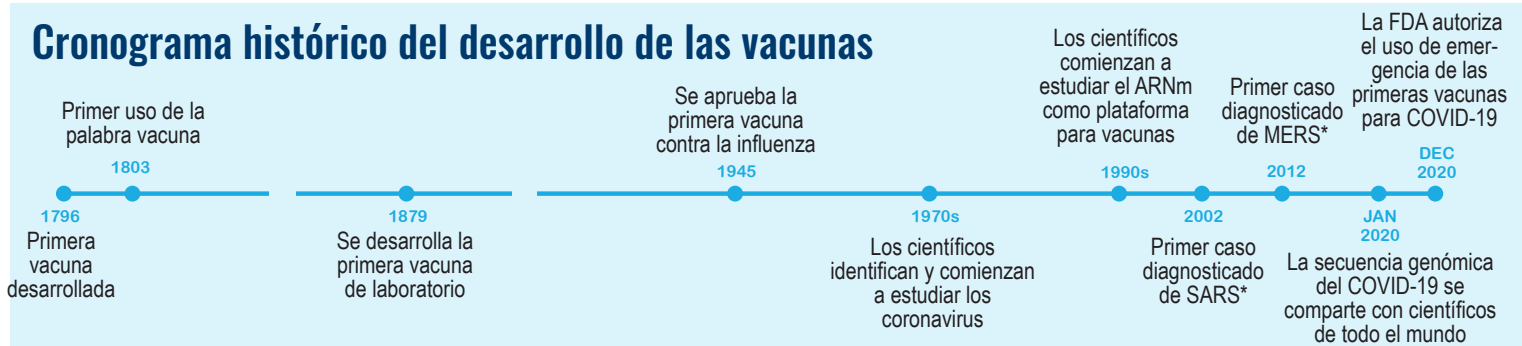 Cronograma histórico del desarrollo de las vacunas
1796
Primera
vacuna
desarrollada
Primer uso de la
palabra vacuna
1803
1879
Se desarrolla la
primera vacuna
de laboratorio
Se aprueba la
primera vacuna
contra la influenza
1945
1970s
Los científicos
identifican y comienzan
a estudiar los
coronavirus
Los científicos
comienzan a
estudiar el ARNm
como plataforma
para vacunas
1990s
2002
Primer caso
diagnosticado
de SARS*
Primer caso
diagnosticado
de MERS*
2012
JAN
2020
La secuencia genómica
del COVID-19 se
comparte con científicos
de todo el mundo
La FDA autoriza
el uso de emer-
gencia de las
primeras vacunas
para COVID-19
DEC
2020